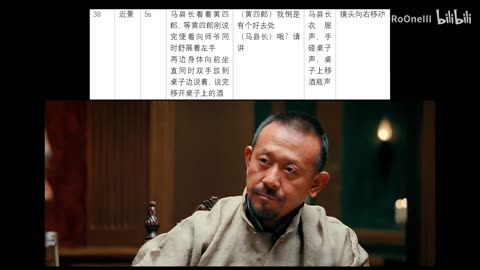 38
近景
5s
马县长看着黄四
郎、等黄四郎刚说
完便看向师爷同
时舒展着左手
再边身体向前坐
直同时双手放到
桌子边说着,说完
移开桌子上的酒
(黄四郎)我倒是
有个好去处
(马县长)哦?请
讲
马县长
衣服
声,手
碰桌子
声、桌
子上移
酒瓶声
镜头向右移动
RoOneIII
bilibili